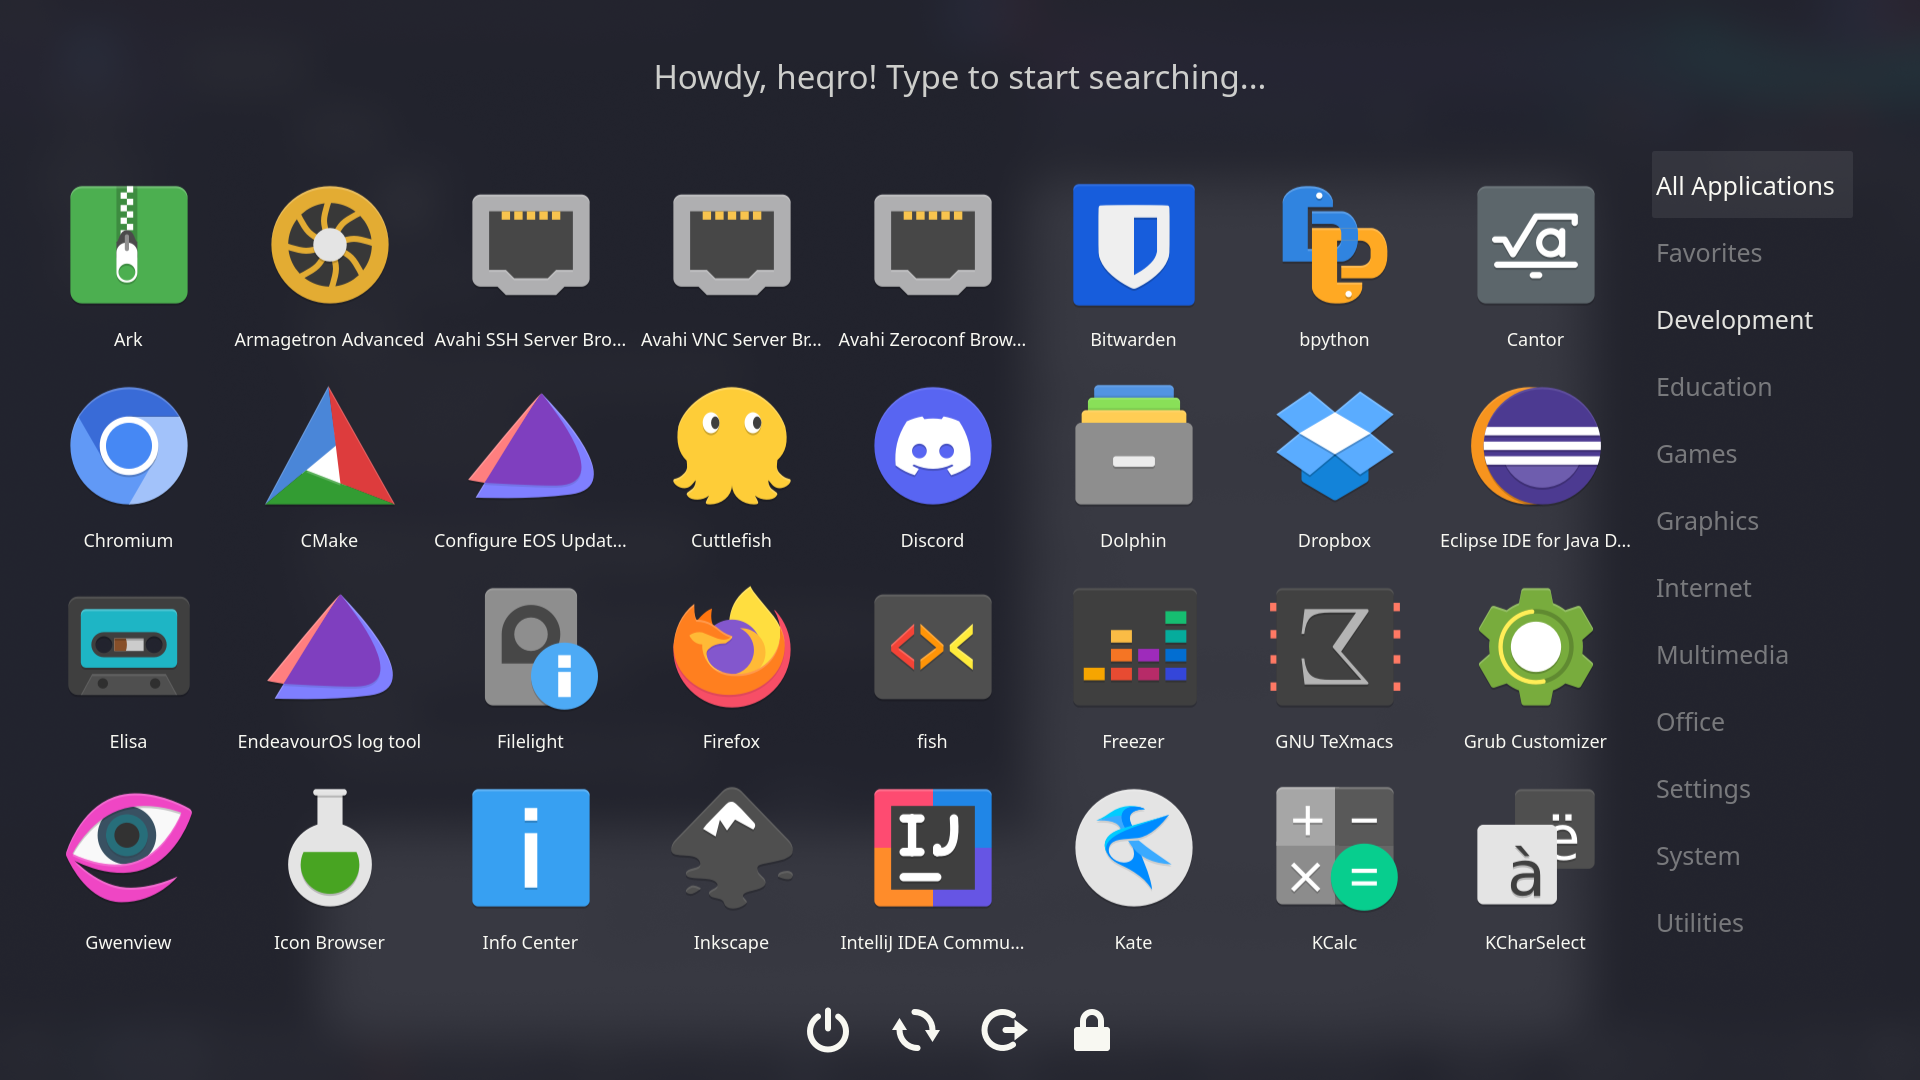 Howdy, heqro! Type to start searching...
Ark
Armagetron Advanced
Avahi SSH Server Bro...
Avahi VNC Server Br...
Avahi Zeroconf Brow...
Bitwarden
bpython
Cantor
Chromium
CMake
Configure EOS Updat...
Cuttlefish
Discord
Dolphin
Dropbox
Eclipse IDE for Java D...
Elisa
EndeavourOS log tool
Filelight
Firefox
fish
Freezer
GNU TeXmacs
Grub Customizer
Gwenview
Icon Browser
Info Center
Inkscape
IJ
IntelliJ IDEA Commu...
Kate
KCalc
ë
à
KCharSelect
All Applications
Favorites
Development
Education
Games
Graphics
Internet
Multimedia
Office
Settings
System
Utilities